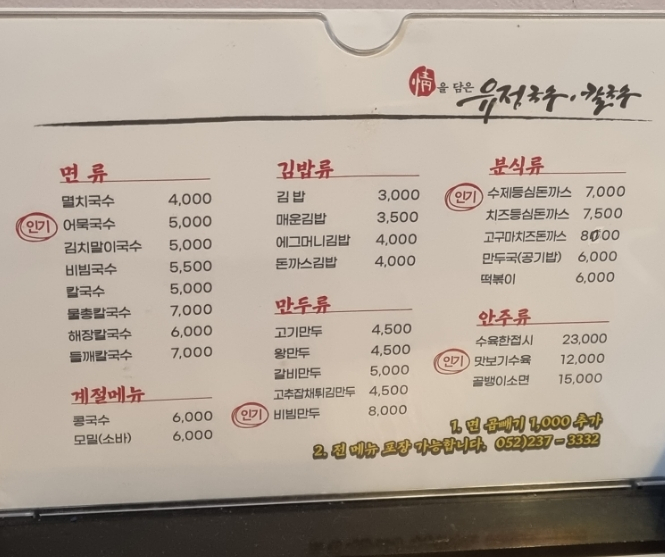 情을 담은 유정국수·칼국수
면 류
멸치국수 4,000
인기 어묵국수 5,000
김치말이국수 5,000
비빔국수 5,500
칼국수 5,000
물총칼국수 7,000
해장칼국수 6,000
들깨칼국수 7,000
계절메뉴
콩국수 6,000
모밀(소바) 6,000
김밥류
김 밥 3,000
매운김밥 3,500
에그머니김밥 4,000
돈까스김밥 4,000
만두류
고기만두 4,500
왕만두 4,500
갈비만두 5,000
고추잡채튀김만두 4,500
인기 비빔만두 8,000
분식류
인기 수제등심돈까스 7,000
치즈등심돈까스 7,500
고구마치즈돈까스 8000
만두국(공기밥) 6,000
떡볶이 6,000
안주류
수육한접시 23,000
인기 맛보기수육 12,000
골뱅이소면 15,000
1. 면 곱빼기 1,000 추가
2. 전 메뉴 포장 가능합니다. 052)237-3332